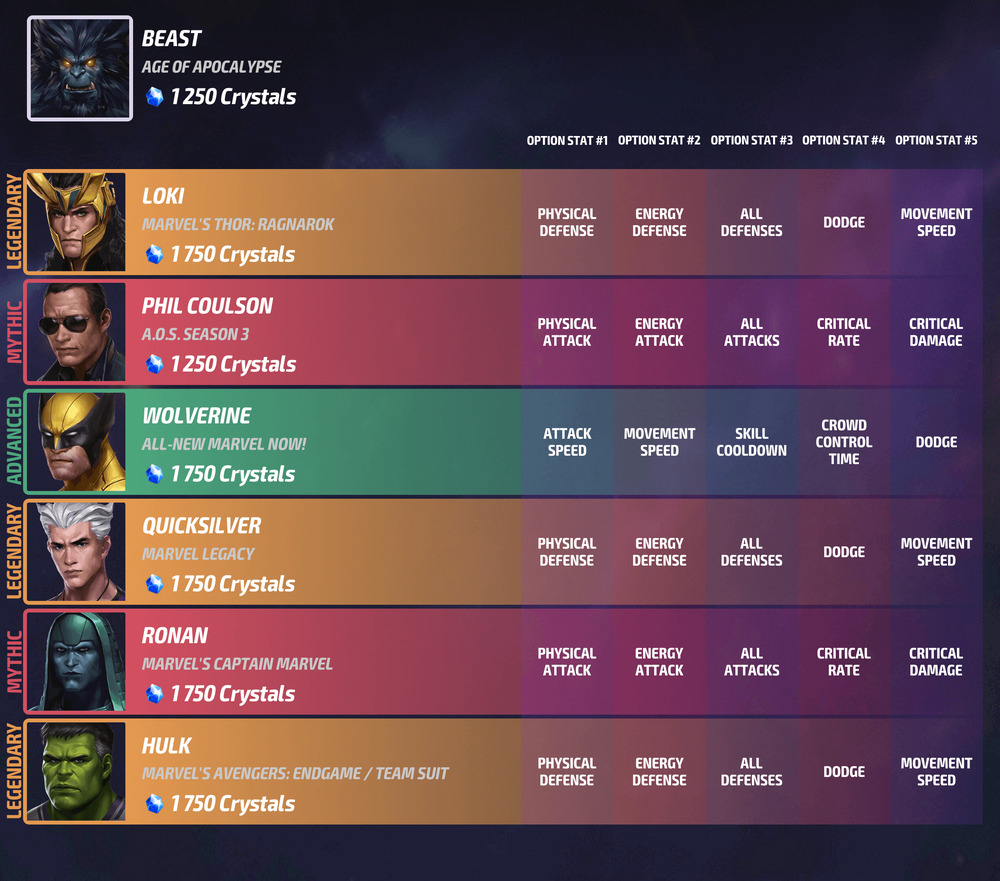 BEAST
AGE OF APOCALYPSE
1 250 Crystals
OPTION STAT #1 OPTION STAT #2 OPTION STAT #3 OPTION STAT #4 OPTION STAT #5
LEGENDARY
LOKI
MARVEL'S THOR: RAGNAROK
1 750 Crystals
PHYSICAL
DEFENSE
ENERGY
DEFENSE
ALL
DEFENSES
DODGE
MOVEMENT
SPEED
MYTHIC
PHIL COULSON
A.O.S. SEASON 3
1 250 Crystals
PHYSICAL
ATTACK
ENERGY
ATTACK
ALL
ATTACKS
CRITICAL
RATE
CRITICAL
DAMAGE
ADVANCED
WOLVERINE
ALL-NEW MARVEL NOW!
1 750 Crystals
ATTACK
SPEED
MOVEMENT
SPEED
SKILL
COOLDOWN
CROWD
CONTROL
TIME
DODGE
LEGENDARY
QUICKSILVER
MARVEL LEGACY
1 750 Crystals
PHYSICAL
DEFENSE
ENERGY
DEFENSE
ALL
DEFENSES
DODGE
MOVEMENT
SPEED
MYTHIC
RONAN
MARVEL'S CAPTAIN MARVEL
1 750 Crystals
PHYSICAL
ATTACK
ENERGY
ATTACK
ALL
ATTACKS
CRITICAL
RATE
CRITICAL
DAMAGE
LEGENDARY
HULK
MARVEL'S AVENGERS: ENDGAME / TEAM SUIT
1 750 Crystals
PHYSICAL
DEFENSE
ENERGY
DEFENSE
ALL
DEFENSES
DODGE
MOVEMENT
SPEED